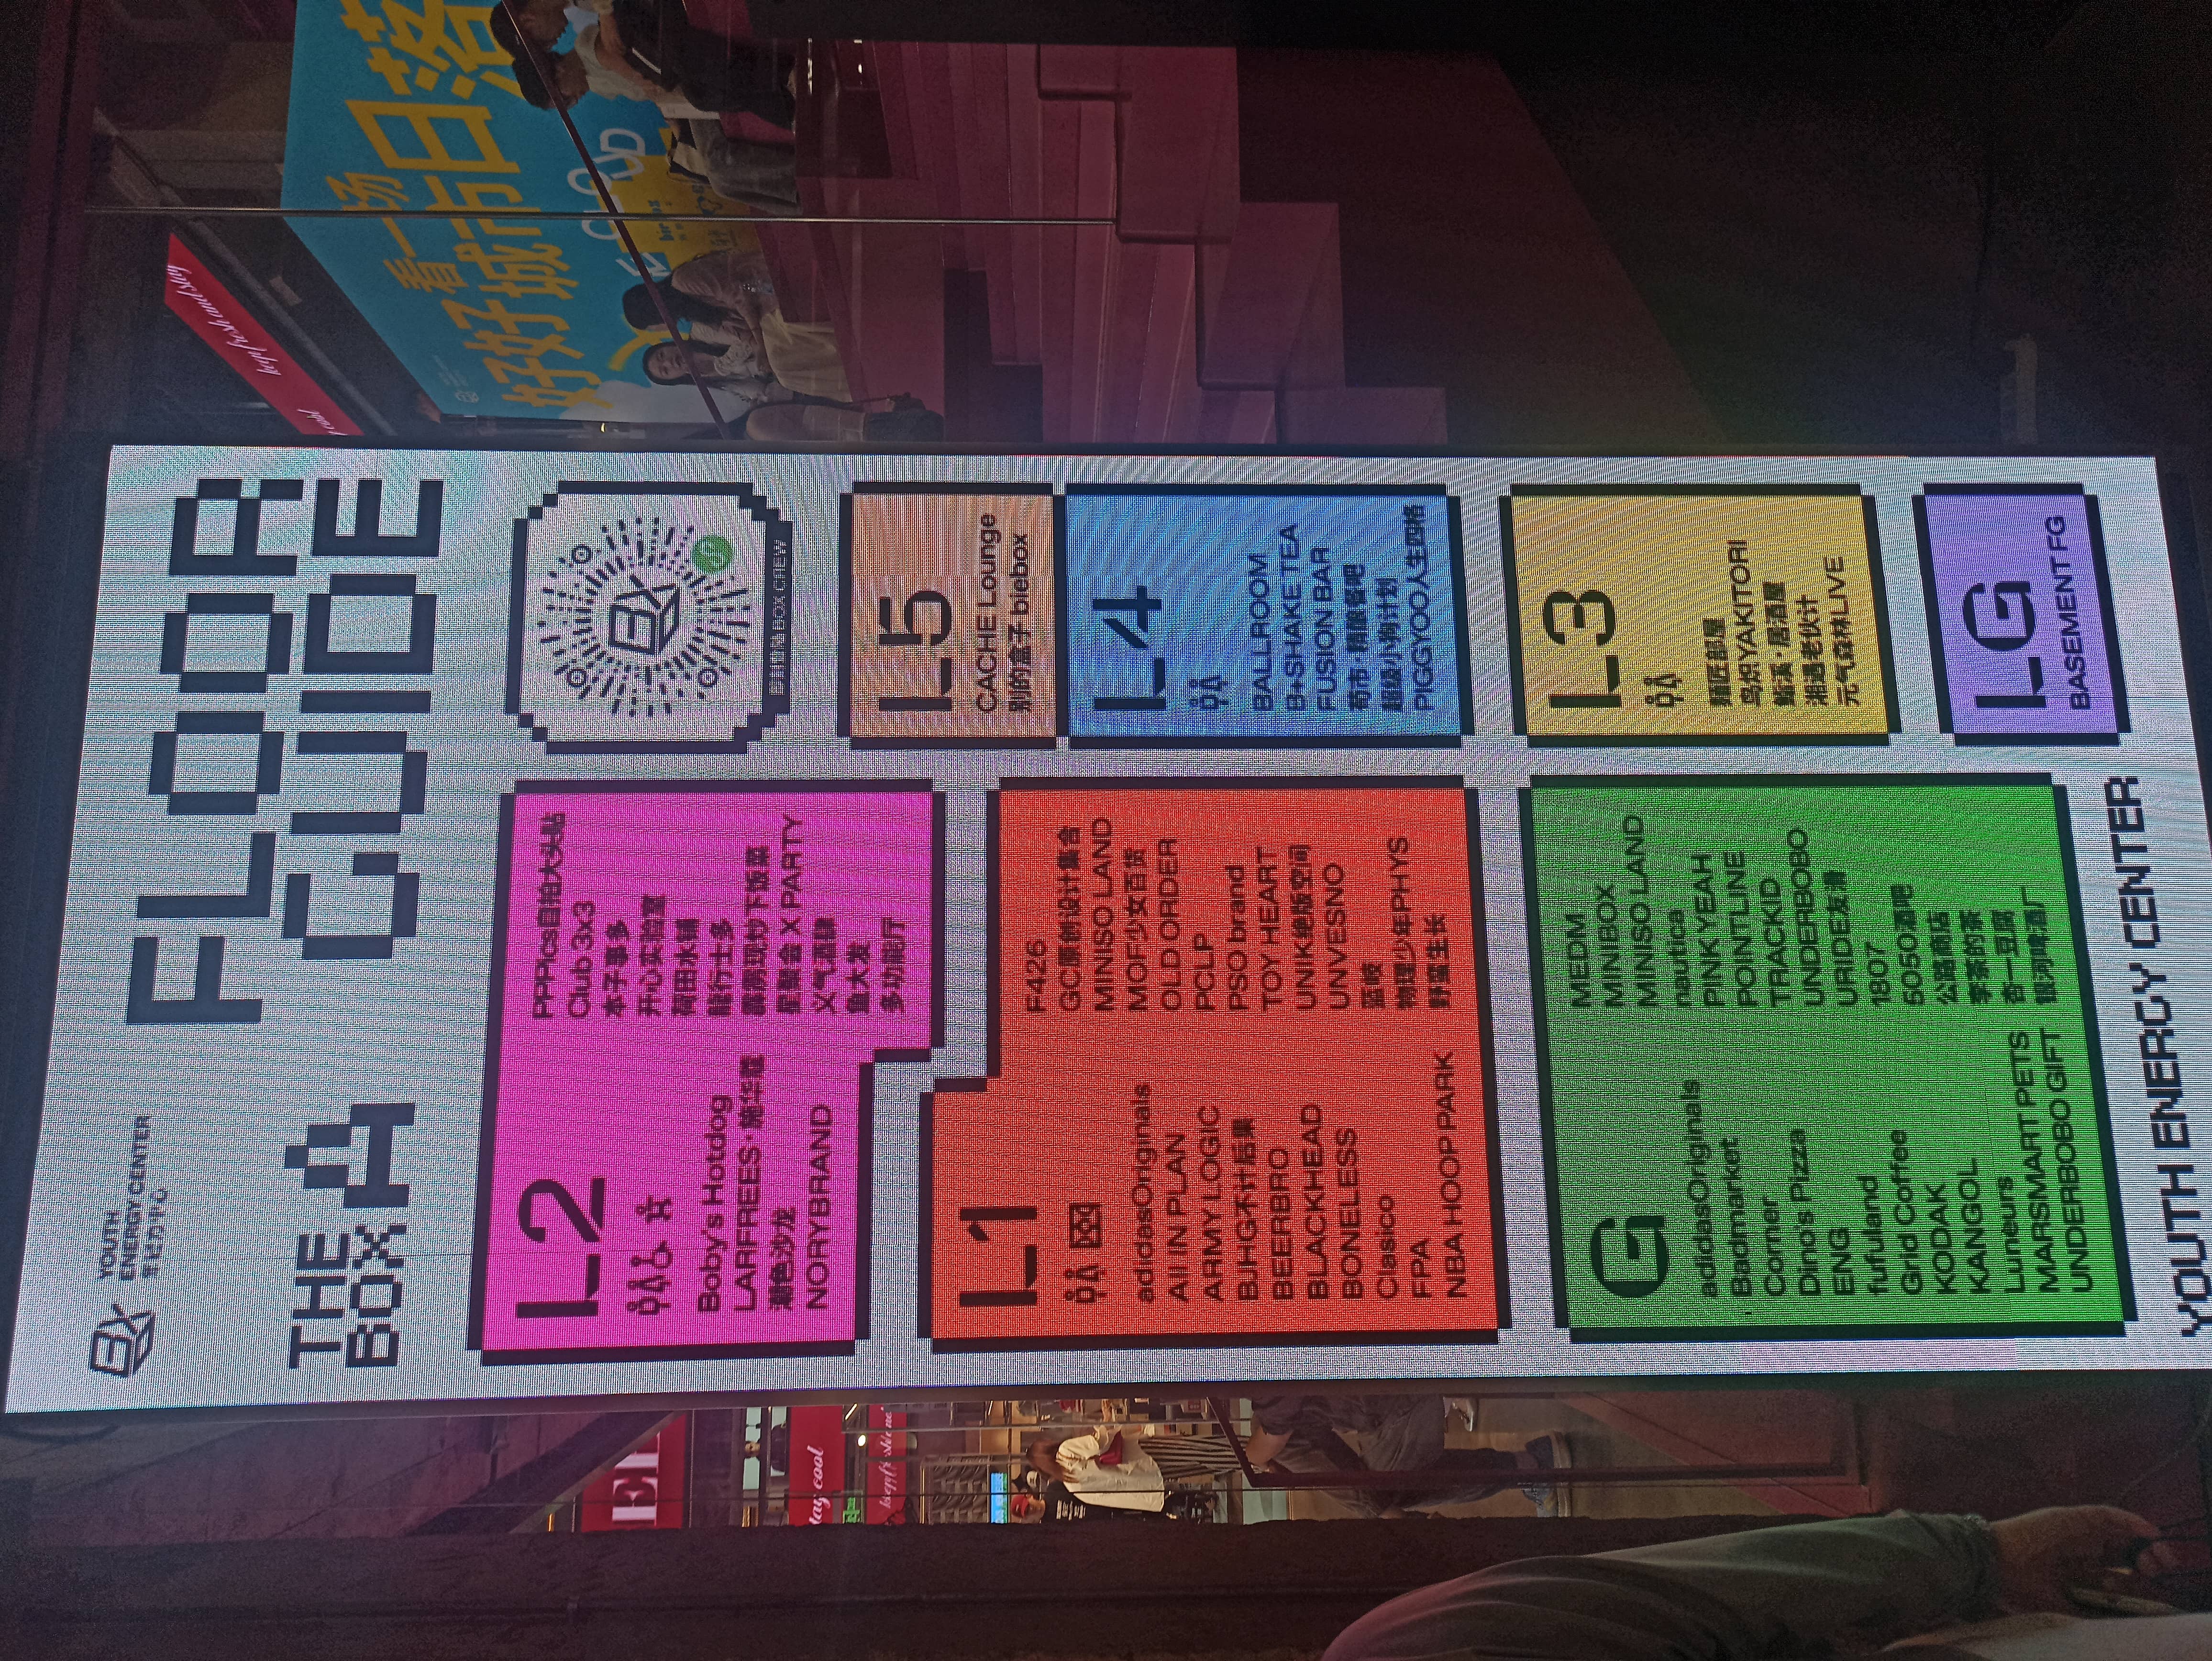 BOX
YOUTH
ENERGY CENTER
年轻力中心
FLOOR
GUIDE
THE
BOX A
L2
Boby's Hotdog
LARFREES·施华蔻
潮色沙龙
NORYBRAND
PPPics自拍大头贴
Club 3x3
本子事多
开心实验室
荷田水铺
龍行士多
霹雳现炒下饭菜
星聚会 X PARTY
义气酒肆
鱼大发
多功能厅
BOX
即刻登陆 BOX CREW
L5
CACHE Lounge
别的盒子 biebox
L1
adidasOriginals
All IN PLAN
ARMY LOGIC
BJHG不计后果
BEERBRO
BLACKHEAD
BONELESS
Clasico
FPA
NBA HOOP PARK
F426
GC原创设计集合
MINISO LAND
MOF少女百货
OLD ORDER
PCLP
PSO brand
TOY HEART
UNIK绝版空间
UNVESNO
蓝岐
物理少年PHYS
野蛮生长
L4
BALLROOM
B+SHAKE TEA
FUSION BAR
苟市·精酿餐吧
超级小狗计划
PIGGYOO人生四格
G
adidasOriginals
Badmarket
Corner
Dino's Pizza
ENG
fufuland
Grid Coffee
KODAK
KANGOL
Luneurs
MARSMART PETS
UNDERBOBO GIFT
MEDM
MINIBOX
MINISO LAND
nautica
PINK YEAH
POINTLINE
TRACKID
UNDERBOBO
URIDE友滑
1807
5050酒吧
公路商店
李茶的茶
杏一豆腐
银河啤酒厂
L3
麵匠部屋
鸟炽YAKITORI
鮨溪·居酒屋
湘遇老伙计
元气森林LIVE
LG
BASEMENT FG
YOUTH ENERGY CENTER
keep fresh and stay
cool
好好看一场
城市日落
stay cool
keep fresh and